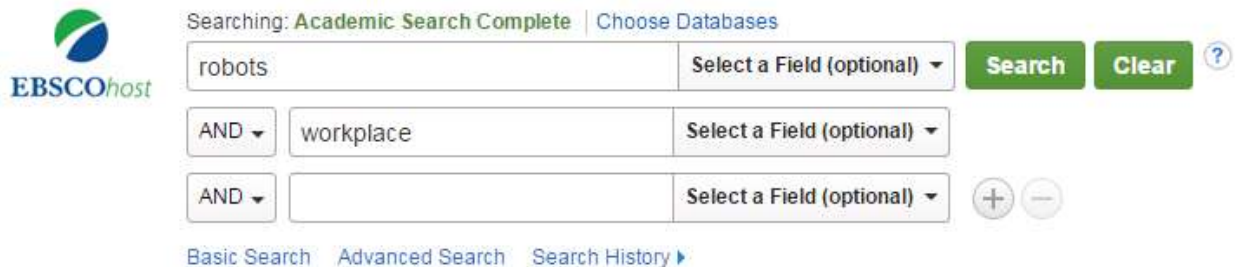 Searching: Academic Search Complete Choose Databases
EBSCOhost
robots Select a Field (optional) Search Clear ?
AND workplace Select a Field (optional)
AND Select a Field (optional)
Basic Search Advanced Search Search History